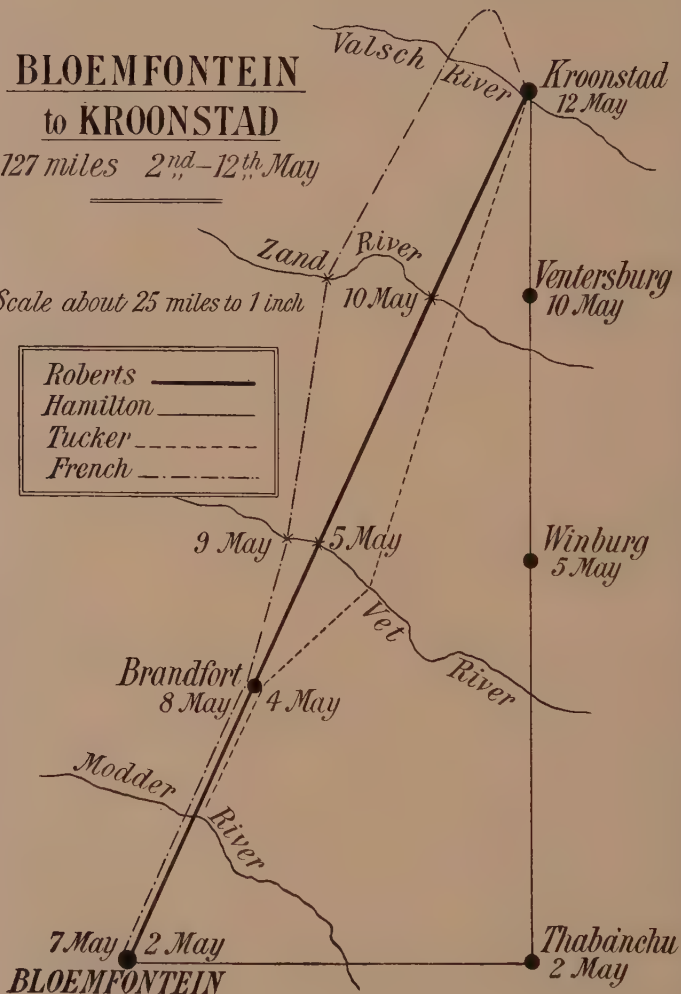 BLOEMFONTEIN
to KROONSTAD
127 miles 2nd–12th May
Scale about 25 miles to 1 inch
Roberts
Hamilton
Tucker
French
Valsch River
Kroonstad
12 May
Zand River
10 May
Ventersburg
10 May
9 May
5 May
Winburg
5 May
Vet River
Brandfort
8 May
4 May
Modder River
7 May
2 May
BLOEMFONTEIN
Thabánchu
2 May